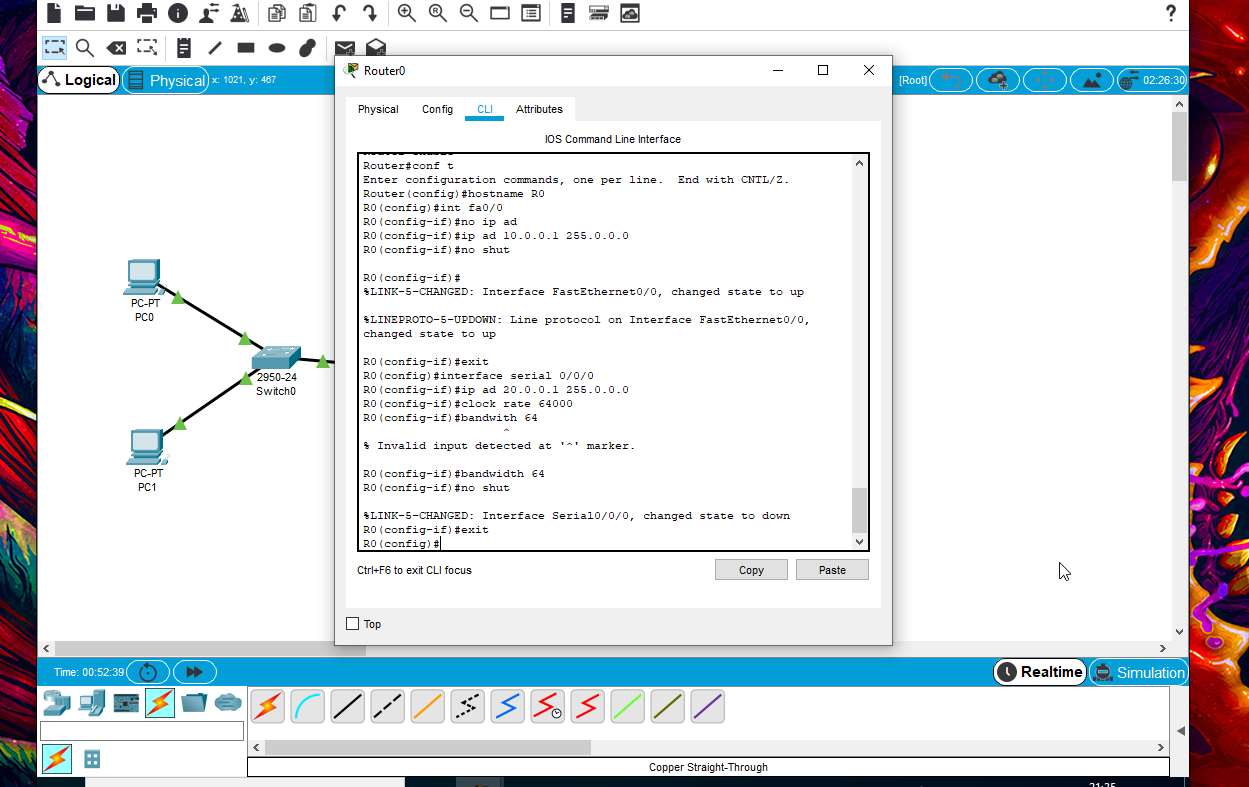 ?
Logical
Physical
x: 1021, y: 467
[Root]
02:26:30
Router0
Physical
Config
CLI
Attributes
IOS Command Line Interface
Router#conf t
Enter configuration commands, one per line.  End with CNTL/Z.
Router(config)#hostname R0
R0(config)#int fa0/0
R0(config-if)#no ip ad
R0(config-if)#ip ad 10.0.0.1 255.0.0.0
R0(config-if)#no shut
R0(config-if)#
%LINK-5-CHANGED: Interface FastEthernet0/0, changed state to up
%LINEPROTO-5-UPDOWN: Line protocol on Interface FastEthernet0/0,
changed state to up
R0(config-if)#exit
R0(config)#interface serial 0/0/0
R0(config-if)#ip ad 20.0.0.1 255.0.0.0
R0(config-if)#clock rate 64000
R0(config-if)#bandwith 64
^
% Invalid input detected at '^' marker.
R0(config-if)#bandwidth 64
R0(config-if)#no shut
%LINK-5-CHANGED: Interface Serial0/0/0, changed state to down
R0(config-if)#exit
R0(config)#
Ctrl+F6 to exit CLI focus
Copy
Paste
Top
PC-PT
PC0
2950-24
Switch0
PC-PT
PC1
Time: 00:52:39
Realtime
Simulation
Copper Straight-Through